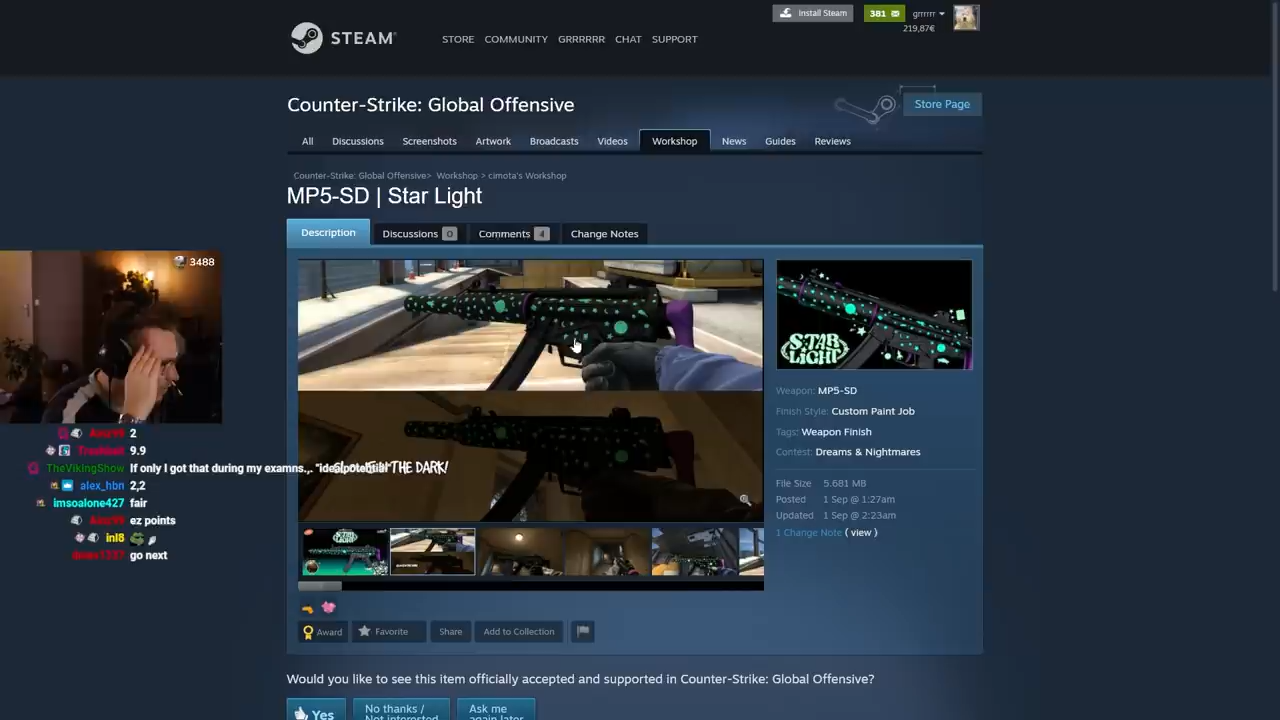 Install Steam
381
grrrrrr
219,87€
STEAM®
STORE COMMUNITY GRRRRRR CHAT SUPPORT
Counter-Strike: Global Offensive
Store Page
All Discussions Screenshots Artwork Broadcasts Videos Workshop News Guides Reviews
Counter-Strike: Global Offensive> Workshop > cimota's Workshop
MP5-SD | Star Light
Description Discussions 0 Comments 4 Change Notes
3488
STAR LIGHT
Weapon: MP5-SD
Finish Style: Custom Paint Job
Tags: Weapon Finish
Contest: Dreams & Nightmares
File Size 5.681 MB
Posted 1 Sep @ 1:27am
Updated 1 Sep @ 2:23am
1 Change Note ( view )
2
9.9
TheVikingShow If only I got that during my examns.,.
THE DARK!
alex_hbn 2,2
imsoalone427 fair
ez points
inl8
go next
Award Favorite Share Add to Collection
Would you like to see this item officially accepted and supported in Counter-Strike: Global Offensive?
Yes
No thanks /
Not interested
Ask me
again later